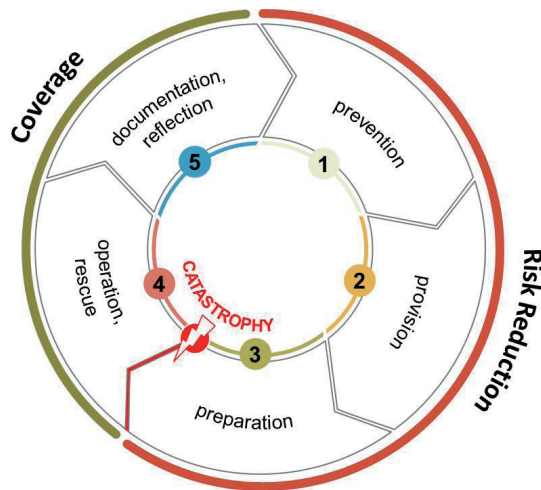 Coverage
documentation,
reflection
prevention
5
1
operation,
rescue
4
CATASTROPHY
2
provision
Risk Reduction
3
preparation